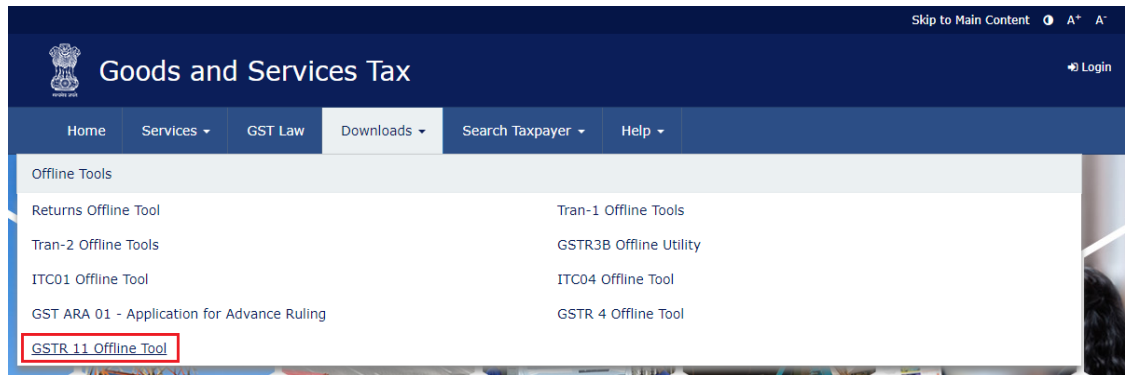 Skip to Main Content A+ A-
Goods and Services Tax
Login
Home Services GST Law Downloads Search Taxpayer Help
Offline Tools
Returns Offline Tool Tran-1 Offline Tools
Tran-2 Offline Tools GSTR3B Offline Utility
ITC01 Offline Tool ITC04 Offline Tool
GST ARA 01 - Application for Advance Ruling GSTR 4 Offline Tool
GSTR 11 Offline Tool